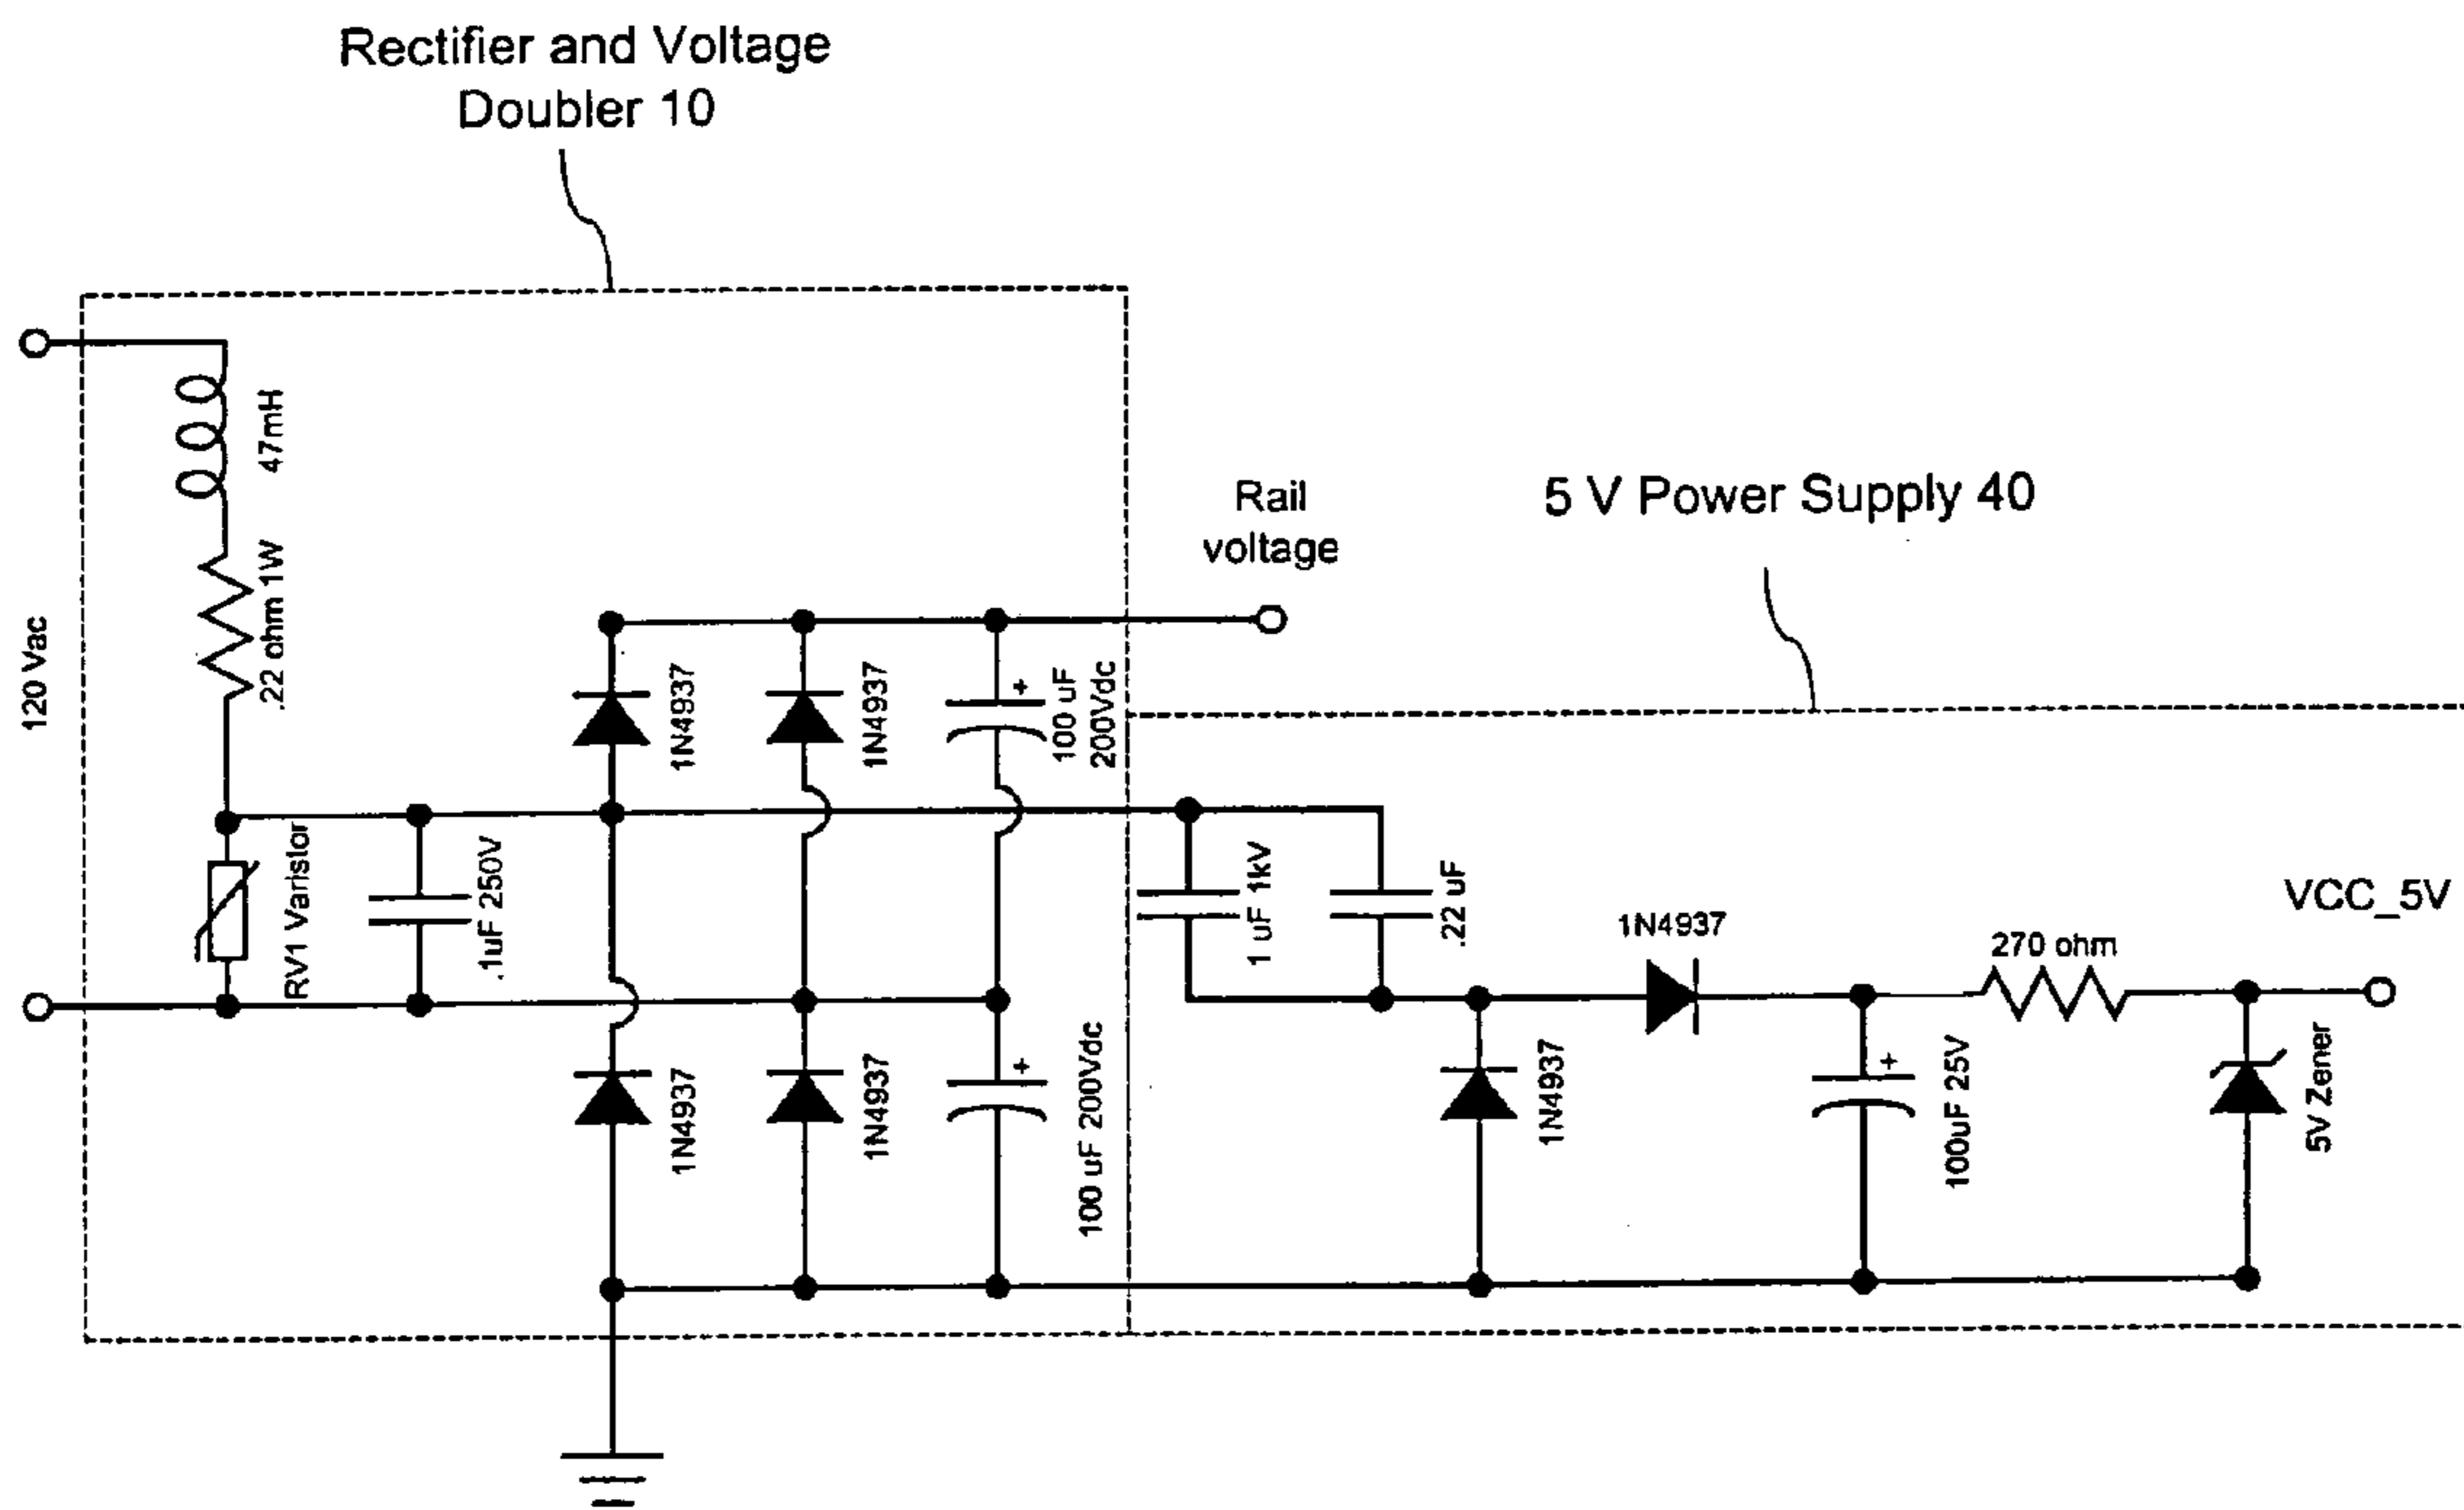 Rectifier and Voltage
Doubler 10
120 Vac
47mH
.22 ohm 1W
RV1 Varistor
.1uF 250V
1N4937
1N4937
1N4937
1N4937
+
100 uF
200Vdc
+
100 uF 200Vdc
Rail
voltage
5 V Power Supply 40
1 uF 1kV
.22 uF
1N4937
1N4937
+
100uF 25V
270 ohm
VCC_5V
5V Zener